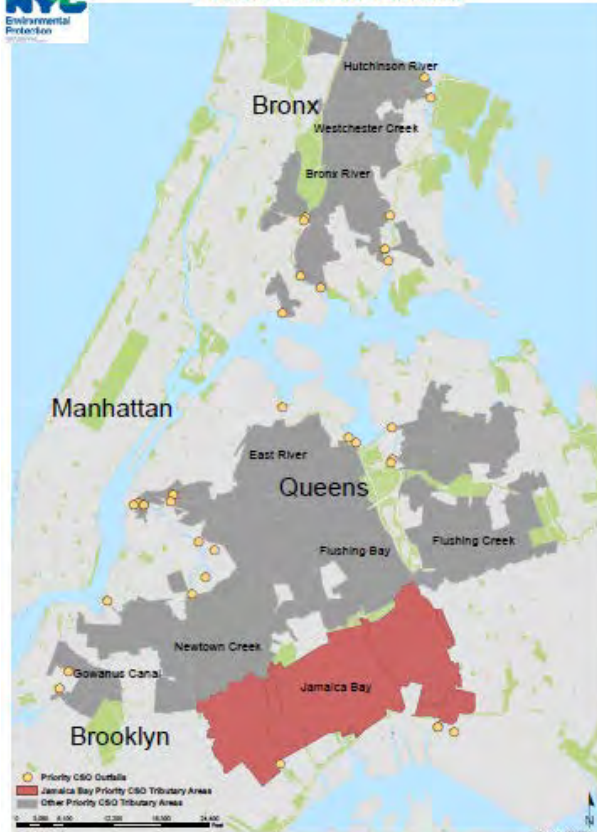 NYC
Environmental
Protection
Hutchinson River
Bronx
Westchester Creek
Bronx River
Manhattan
East River
Queens
Flushing Bay
Flushing Creek
Newtown Creek
Gowanus Canal
Jamaica Bay
Brooklyn
Priority CSO Outfalls
Jamaica Bay Priority CSO Tributary Areas
Other Priority CSO Tributary Areas
Feet
N